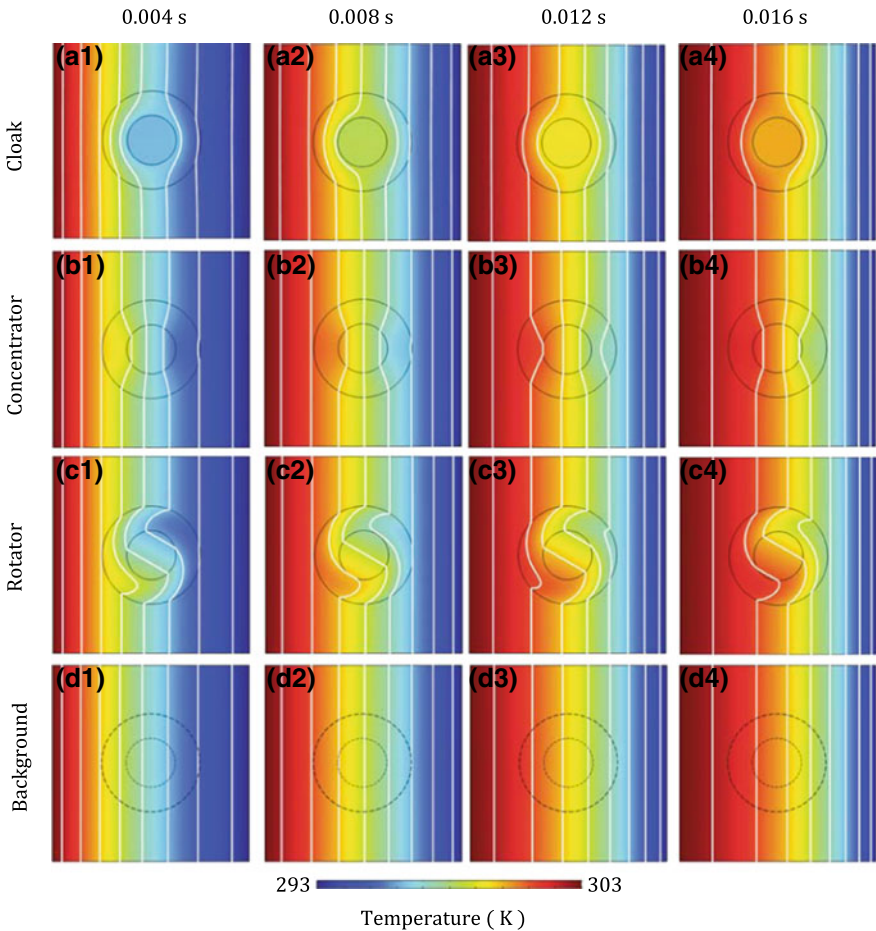 0.004 s 0.008 s 0.012 s 0.016 s
Cloak
(a1) (a2) (a3) (a4)
Concentrator
(b1) (b2) (b3) (b4)
Rotator
(c1) (c2) (c3) (c4)
Background
(d1) (d2) (d3) (d4)
293 303
Temperature ( K )